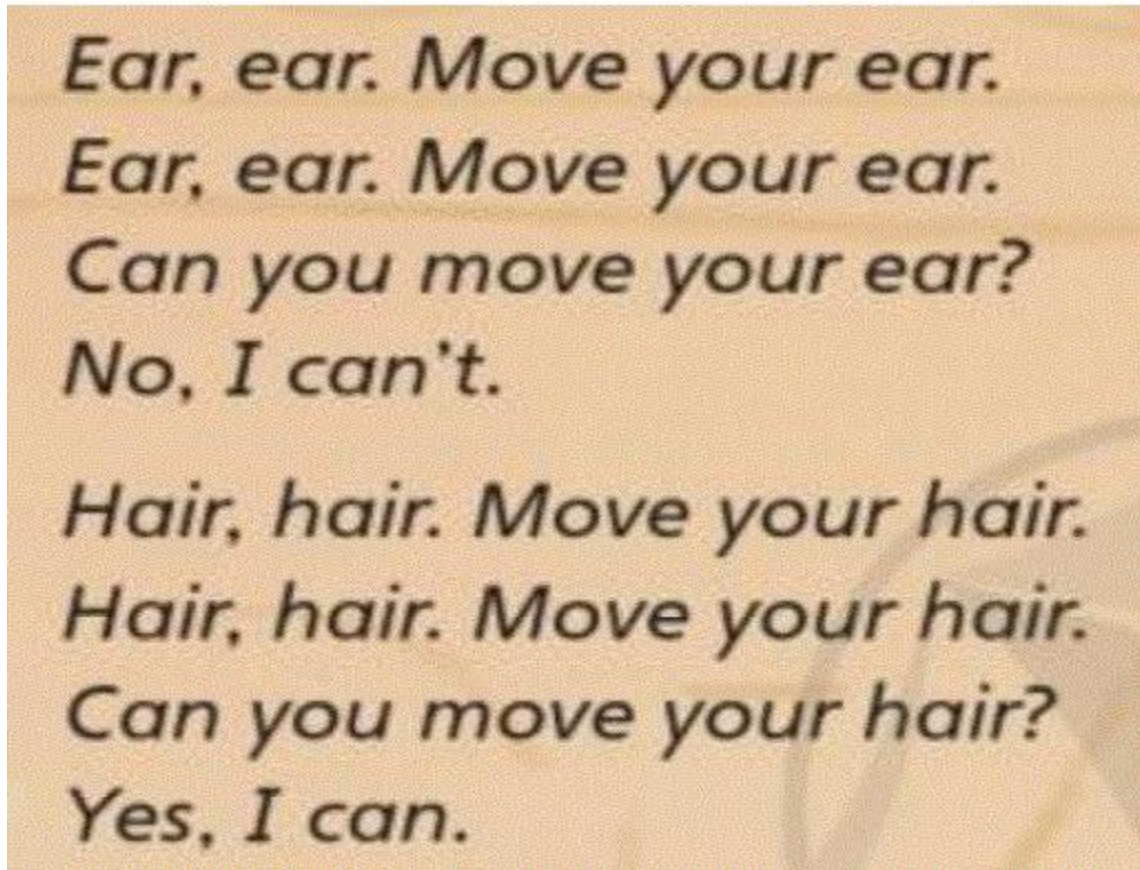 Ear, ear. Move your ear.
Ear, ear. Move your ear.
Can you move your ear?
No, I can't.
Hair, hair. Move your hair.
Hair, hair. Move your hair.
Can you move your hair?
Yes, I can.